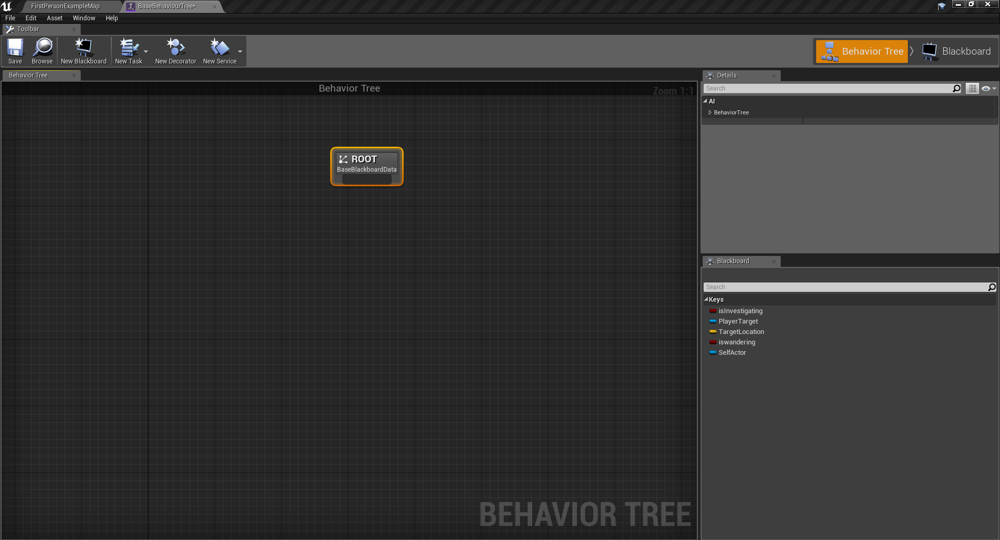 FirstPersonExampleMap
BaseBehaviourTree*
File Edit Asset Window Help
Toolbar
Save Browse New Blackboard New Task New Decorator New Service
Behavior Tree Blackboard
Behavior Tree
Behavior Tree
Zoom 1:1
ROOT
BaseBlackboardData
BEHAVIOR TREE
Details
Search
AI
BehaviorTree
Blackboard
Search
Keys
isInvestigating
PlayerTarget
TargetLocation
iswandering
SelfActor